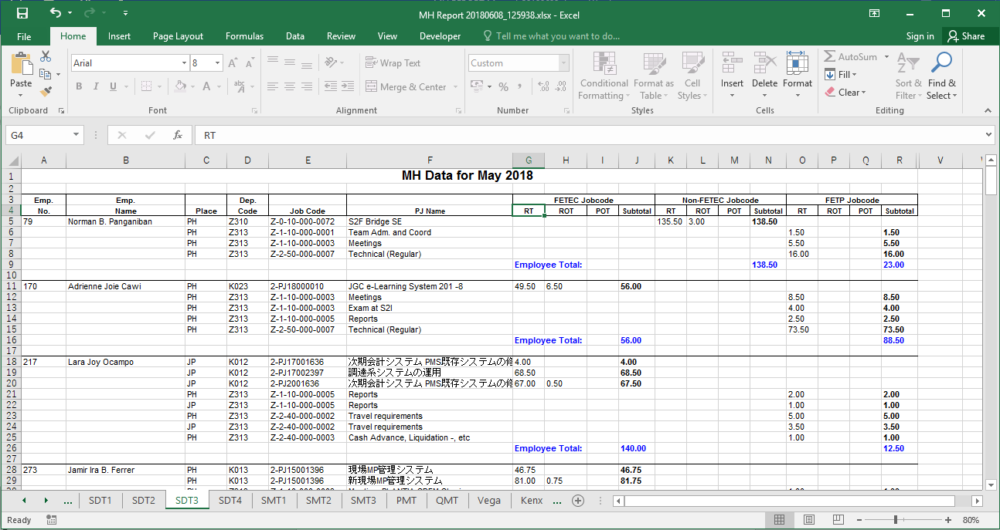 MH Report 20180608_125938.xlsx - Excel
File Home Insert Page Layout Formulas Data Review View Developer Tell me what you want to do... Sign in Share
Paste Arial 8 Wrap Text Custom AutoSum
B I U Merge & Center Fill
Conditional Formatting Format as Table Cell Styles Insert Delete Format Clear Sort & Filter Find & Select
Clipboard Font Alignment Number Styles Cells Editing
G4 fx RT
A B C D E F G H I J K L M N O P Q R V
1 MH Data for May 2018
2
3 Emp. Emp. Dep. FETEC Jobcode Non-FETEC Jobcode FETP Jobcode
4 No. Name Place Code Job Code PJ Name RT ROT POT Subtotal RT ROT POT Subtotal RT ROT POT Subtotal
5 79 Norman B. Panganiban PH Z310 Z-0-10-000-0072 S2F Bridge SE 135.50 3.00 138.50
6 PH Z313 Z-1-10-000-0001 Team Adm. and Coord 1.50 1.50
7 PH Z313 Z-1-10-000-0003 Meetings 5.50 5.50
8 PH Z313 Z-2-50-000-0007 Technical (Regular) 16.00 16.00
9 Employee Total: 138.50 23.00
10
11 170 Adrienne Joie Cawi PH K023 2-PJ18000010 JGC e-Learning System 201 -8 49.50 6.50 56.00
12 PH Z313 Z-1-10-000-0003 Meetings 8.50 8.50
13 PH Z313 Z-1-10-000-0003 Exam at S2I 4.00 4.00
14 PH Z313 Z-1-10-000-0005 Reports 2.50 2.50
15 PH Z313 Z-2-50-000-0007 Technical (Regular) 73.50 73.50
16 Employee Total: 56.00 88.50
17
18 217 Lara Joy Ocampo JP K012 2-PJ17001636 次期会計システム PMS既存システムの修 4.00 4.00
19 JP K012 2-PJ17002397 調達系システムの運用 68.50 68.50
20 JP K012 2-PJ2001636 次期会計システム PMS既存システムの修 67.00 0.50 67.50
21 PH Z313 Z-1-10-000-0005 Reports 2.00 2.00
22 JP Z313 Z-1-10-000-0005 Reports 1.00 1.00
23 PH Z313 Z-2-40-000-0002 Travel requirements 5.00 5.00
24 JP Z313 Z-2-40-000-0002 Travel requirements 3.50 3.50
25 PH Z313 Z-2-40-000-0003 Cash Advance, Liquidation -, etc 1.00 1.00
26 Employee Total: 140.00 12.50
27
28 273 Jamir Ira B. Ferrer PH K013 2-PJ15001396 現場MP管理システム 46.75 46.75
29 PH K013 2-PJ15001396 新現場MP管理システム 81.00 0.75 81.75
... SDT1 SDT2 SDT3 SDT4 SMT1 SMT2 SMT3 PMT QMT Vega Kenx ...
Ready 80%